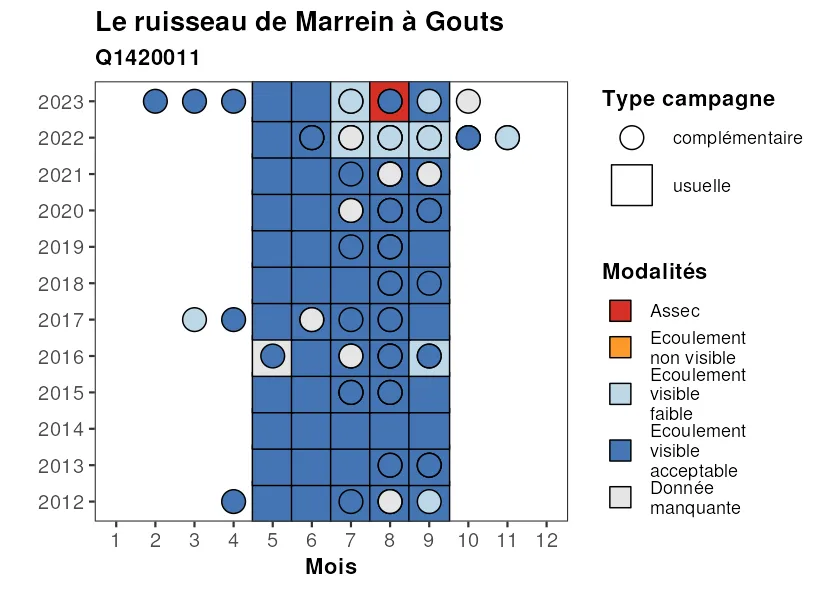 Le ruisseau de Marrein à Gouts
Q1420011
2023
2022
2021
2020
2019
2018
2017
2016
2015
2014
2013
2012
1 2 3 4 5 6 7 8 9 10 11 12
Mois
Type campagne
complémentaire
usuelle
Modalités
Assec
Ecoulement
non visible
Ecoulement
visible
faible
Ecoulement
visible
acceptable
Donnée
manquante